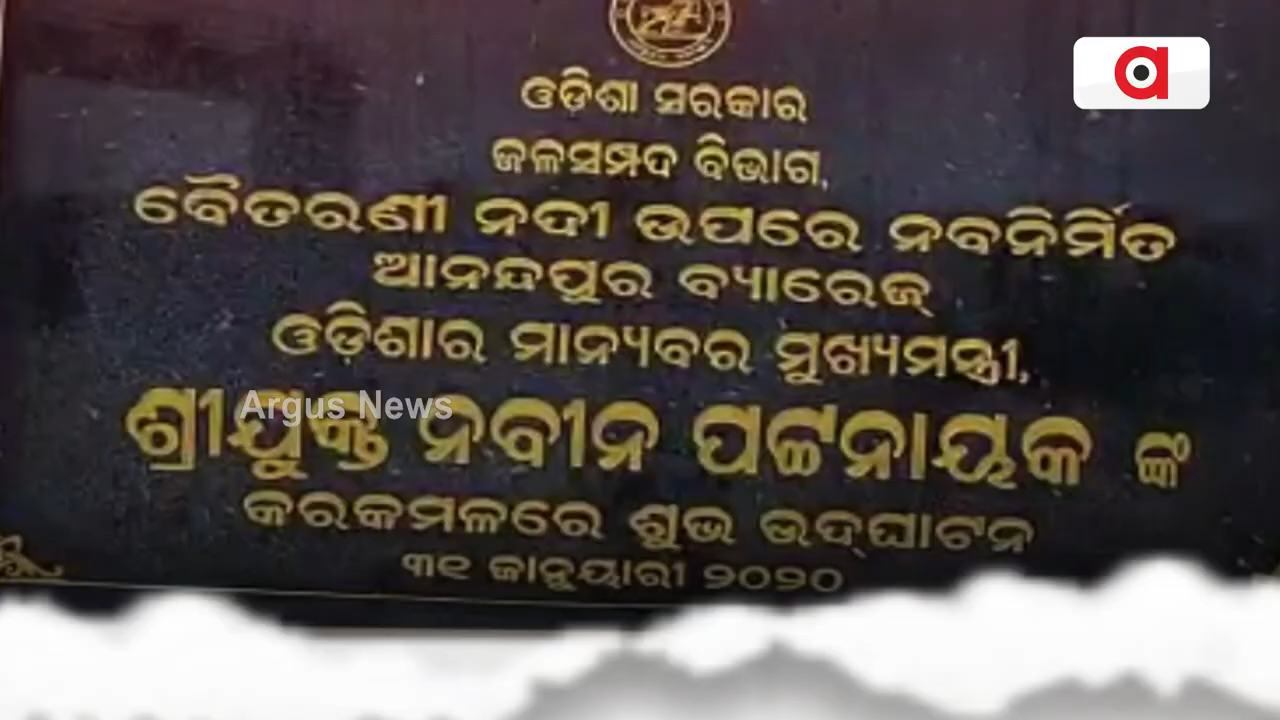 ଓଡ଼ିଶା ସରକାର
ଜଳସମ୍ପଦ ବିଭାଗ,
ବୈତରଣୀ ନଦୀ ଉପରେ ନବନିର୍ମିତ
ଆନନ୍ଦପୁର ବ୍ୟାରେଜ୍
ଓଡ଼ିଶାର ମାନ୍ୟବର ମୁଖ୍ୟମନ୍ତ୍ରୀ,
ଶ୍ରୀଯୁକ୍ତ ନବୀନ ପଟ୍ଟନାୟକ ଙ୍କ
Argus News
କରକମଳରେ ଶୁଭ ଉଦ୍‌ଘାଟନ
୩୧ ଜାନୁୟାରୀ ୨୦୨୦